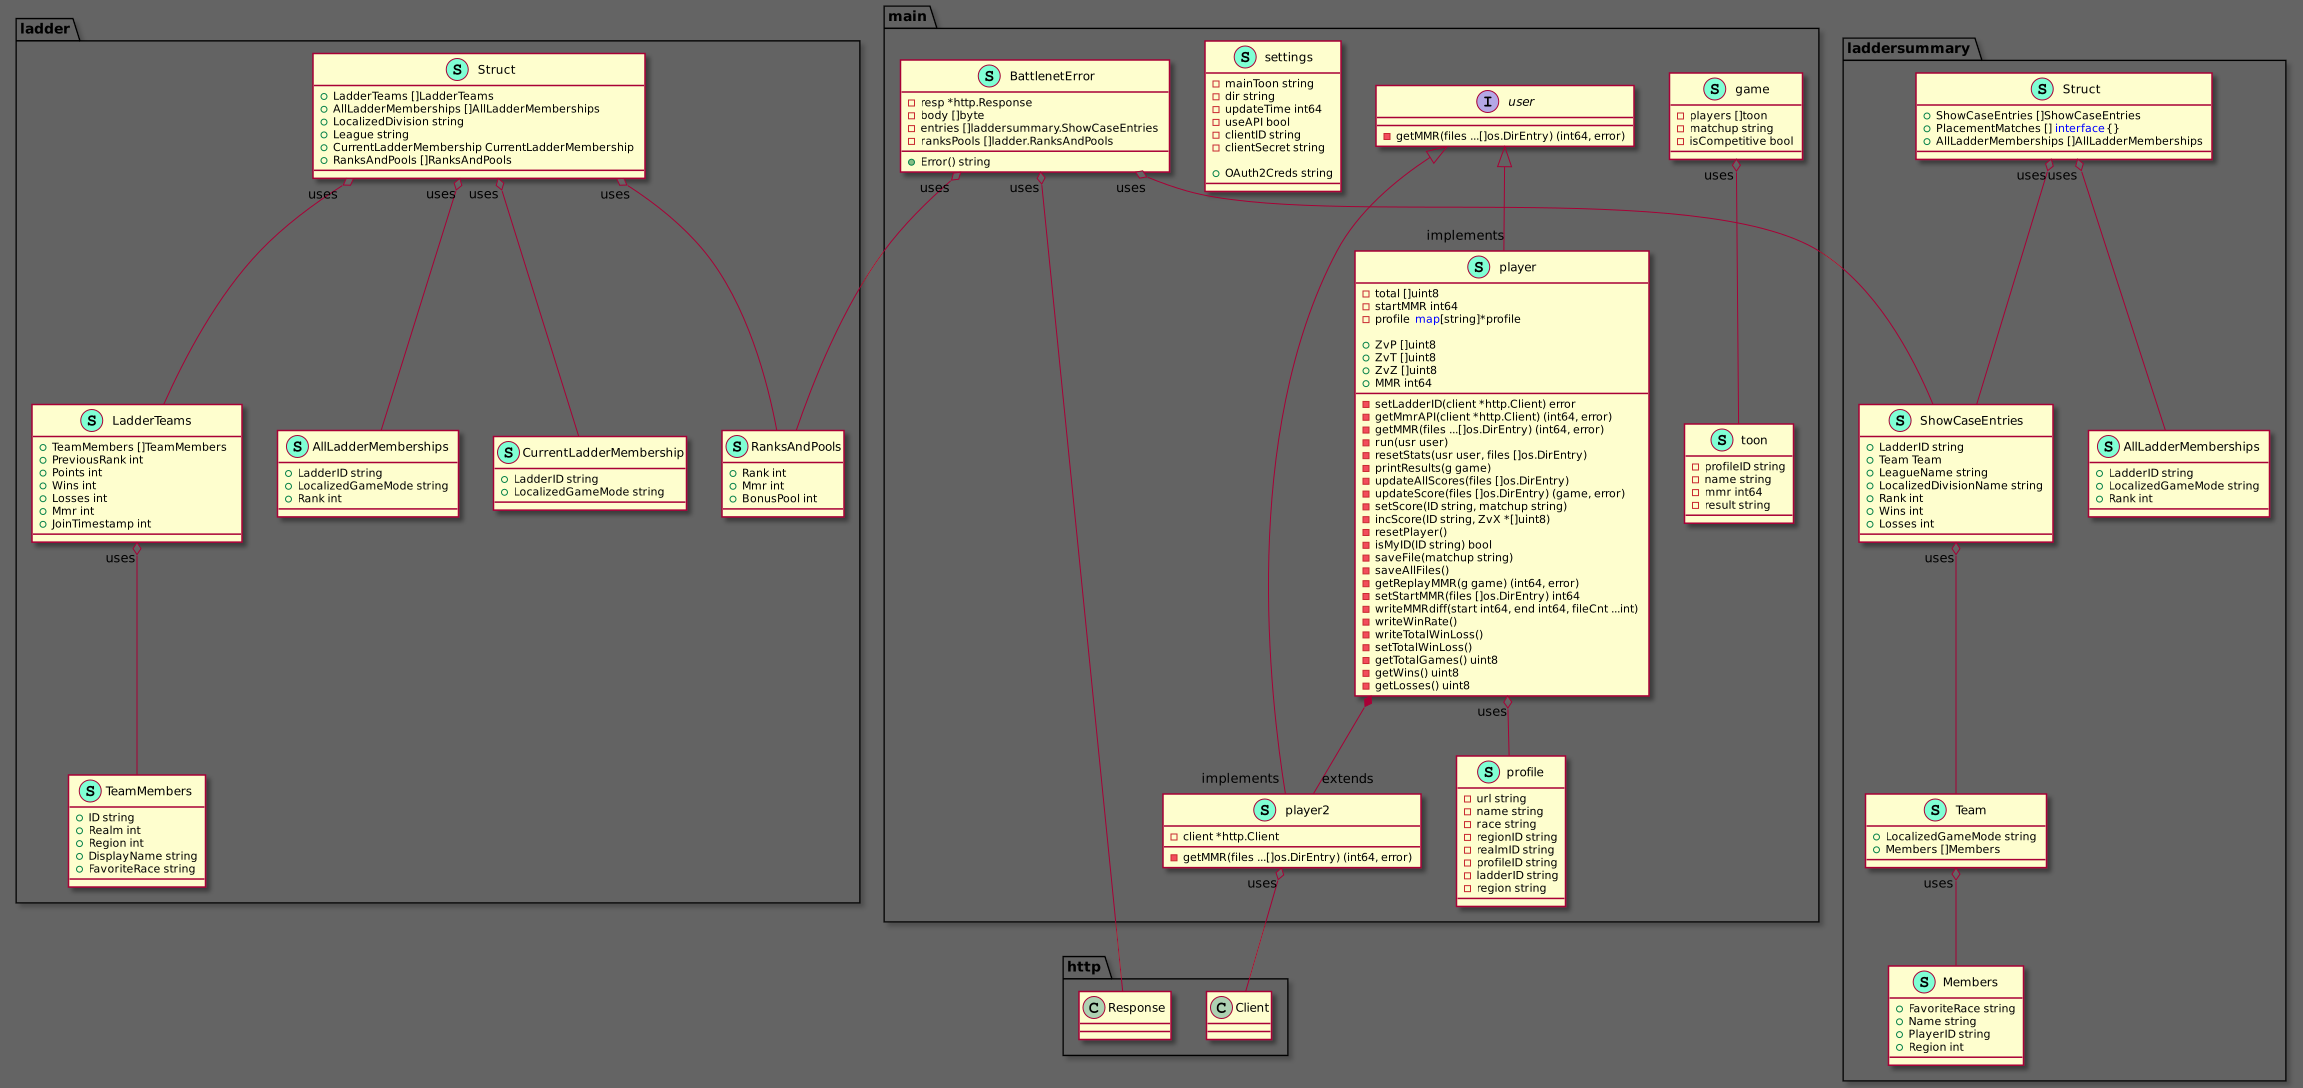 ladder
Struct
LadderTeams []LadderTeams
AllLadderMemberships []AllLadderMemberships
LocalizedDivision string
League string
CurrentLadderMembership CurrentLadderMembership
RanksAndPools []RanksAndPools
uses
uses
uses
uses
LadderTeams
TeamMembers []TeamMembers
PreviousRank int
Points int
Wins int
Losses int
Mmr int
JoinTimestamp int
uses
AllLadderMemberships
LadderID string
LocalizedGameMode string
Rank int
CurrentLadderMembership
LadderID string
LocalizedGameMode string
RanksAndPools
Rank int
Mmr int
BonusPool int
TeamMembers
ID string
Realm int
Region int
DisplayName string
FavoriteRace string
main
BattlenetError
resp *http.Response
body []byte
entries []laddersummary.ShowCaseEntries
ranksPools []ladder.RanksAndPools
Error() string
uses
uses
uses
settings
mainToon string
dir string
updateTime int64
useAPI bool
clientID string
clientSecret string
OAuth2Creds string
user
getMMR(files ...[]os.DirEntry) (int64, error)
game
players []toon
matchup string
isCompetitive bool
uses
implements
player
total []uint8
startMMR int64
profile map[string]*profile
ZvP []uint8
ZvT []uint8
ZvZ []uint8
MMR int64
setLadderID(client *http.Client) error
getMmrAPI(client *http.Client) (int64, error)
getMMR(files ...[]os.DirEntry) (int64, error)
run(usr user)
resetStats(usr user, files []os.DirEntry)
printResults(g game)
updateAllScores(files []os.DirEntry)
updateScore(files []os.DirEntry) (game, error)
setScore(ID string, matchup string)
incScore(ID string, ZvX *[]uint8)
resetPlayer()
isMyID(ID string) bool
saveFile(matchup string)
saveAllFiles()
getReplayMMR(g game) (int64, error)
setStartMMR(files []os.DirEntry) int64
writeMMRdiff(start int64, end int64, fileCnt ...int)
writeWinRate()
writeTotalWinLoss()
setTotalWinLoss()
getTotalGames() uint8
getWins() uint8
getLosses() uint8
uses
toon
profileID string
name string
mmr int64
result string
implements
extends
player2
client *http.Client
getMMR(files ...[]os.DirEntry) (int64, error)
uses
profile
url string
name string
race string
regionID string
realmID string
profileID string
ladderID string
region string
http
Response
Client
laddersummary
Struct
ShowCaseEntries []ShowCaseEntries
PlacementMatches [] interface{}
AllLadderMemberships []AllLadderMemberships
uses
uses
ShowCaseEntries
LadderID string
Team Team
LeagueName string
LocalizedDivisionName string
Rank int
Wins int
Losses int
uses
AllLadderMemberships
LadderID string
LocalizedGameMode string
Rank int
Team
LocalizedGameMode string
Members []Members
uses
Members
FavoriteRace string
Name string
PlayerID string
Region int